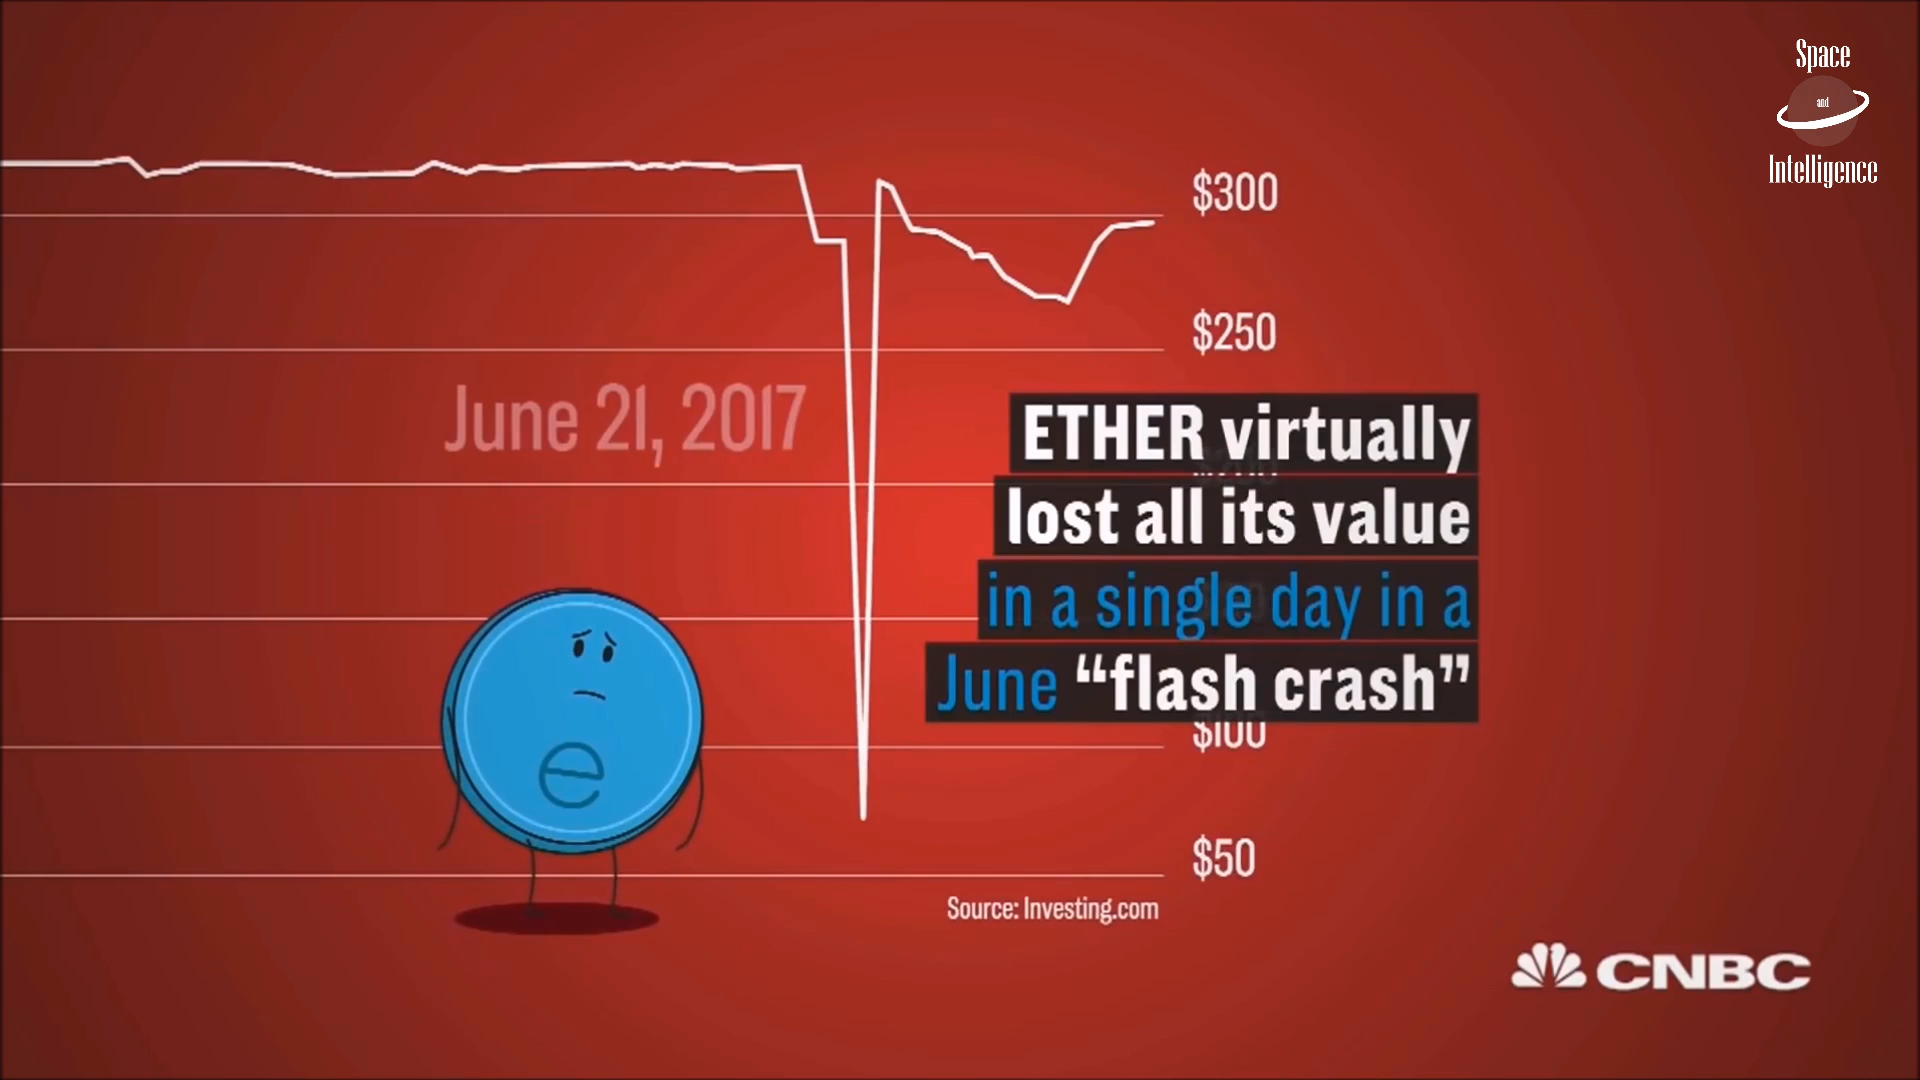 Space
and
Intelligence
$300
$250
June 21, 2017
ETHER virtually
lost all its value
in a single day in a
June “flash crash”
$100
$50
e
Source: Investing.com
CNBC